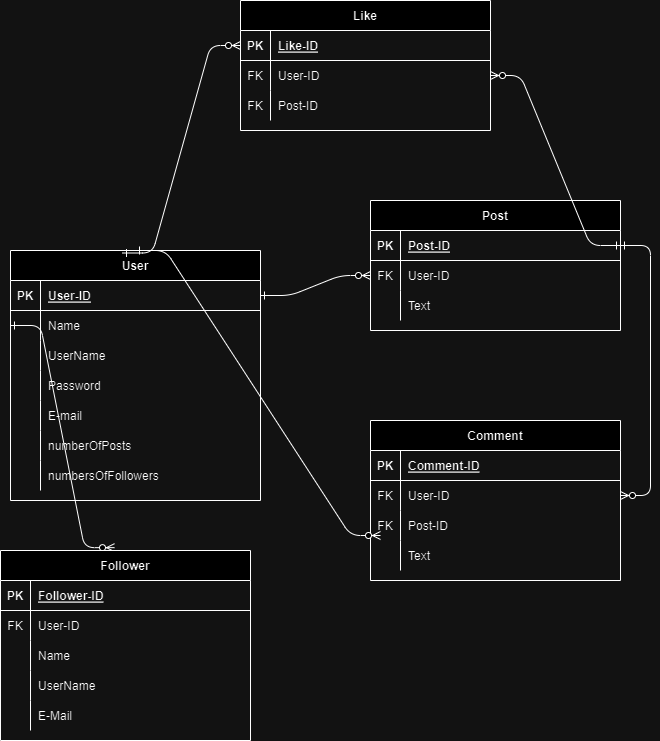 Like
PK Like-ID
FK User-ID
FK Post-ID
Post
PK Post-ID
FK User-ID
Text
User
PK User-ID
Name
UserName
Password
E-mail
numberOfPosts
numbersOfFollowers
Comment
PK Comment-ID
FK User-ID
FK Post-ID
Text
Follower
PK Follower-ID
FK User-ID
Name
UserName
E-Mail